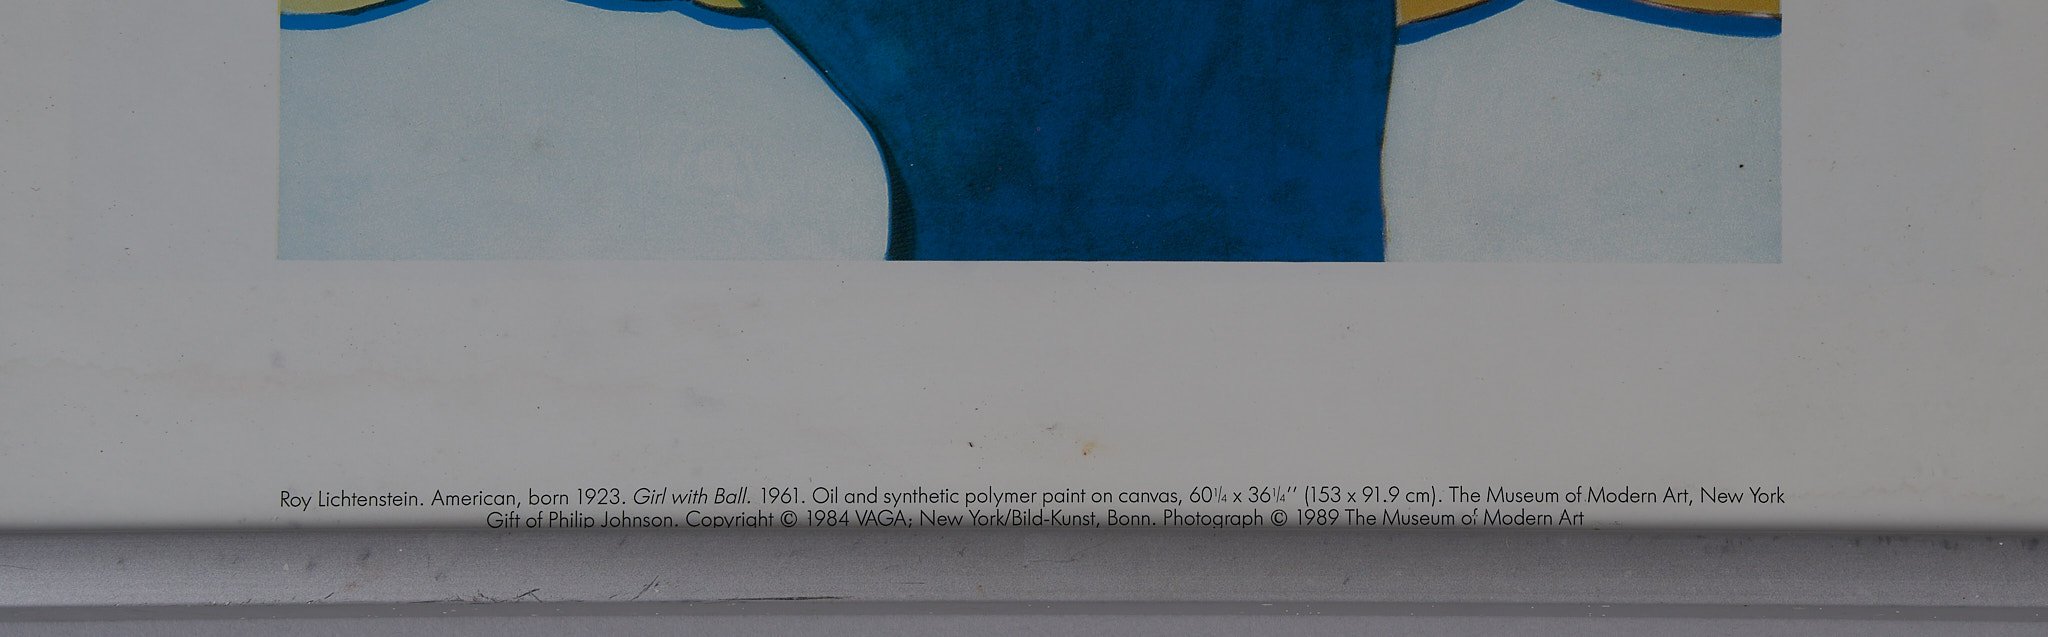 Roy Lichtenstein. American, born 1923. Girl with Ball. 1961. Oil and synthetic polymer paint on canvas, 60¼ x 36¼'' (153 x 91.9 cm). The Museum of Modern Art, New York
Gift of Philip Johnson. Copyright © 1984 VAGA; New York/Bild-Kunst, Bonn. Photograph © 1989 The Museum of Modern Art